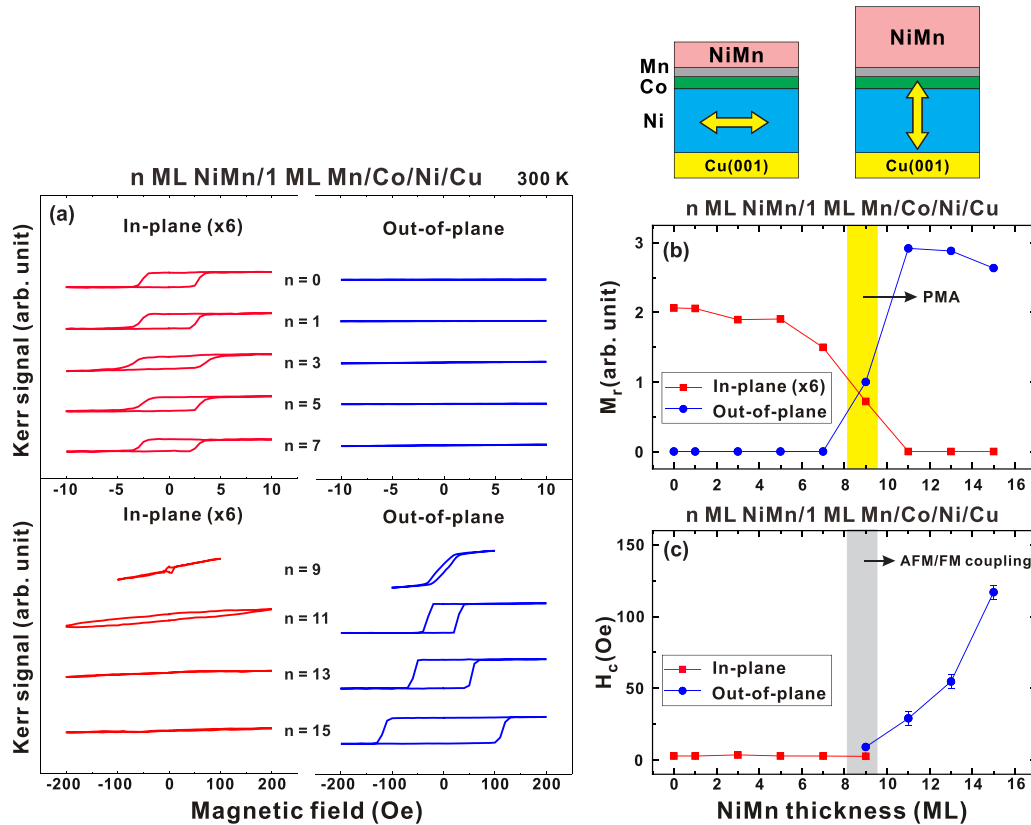 NiMn
Mn
Co
Ni
Cu(001)
NiMn
Cu(001)
n ML NiMn/1 ML Mn/Co/Ni/Cu 300 K
(a)
In-plane (x6)
Out-of-plane
Kerr signal (arb. unit)
n = 0
n = 1
n = 3
n = 5
n = 7
-10 -5 0 5 10 -10 -5 0 5 10
In-plane (x6)
Out-of-plane
Kerr signal (arb. unit)
n = 9
n = 11
n = 13
n = 15
-200 -100 0 100 200 -200 -100 0 100 200
Magnetic field (Oe)
n ML NiMn/1 ML Mn/Co/Ni/Cu
(b)
PMA
In-plane (x6)
Out-of-plane
Mr(arb. unit)
3
2
1
0
0 2 4 6 8 10 12 14 16
n ML NiMn/1 ML Mn/Co/Ni/Cu
(c)
AFM/FM coupling
In-plane
Out-of-plane
Hc(Oe)
150
100
50
0
0 2 4 6 8 10 12 14 16
NiMn thickness (ML)